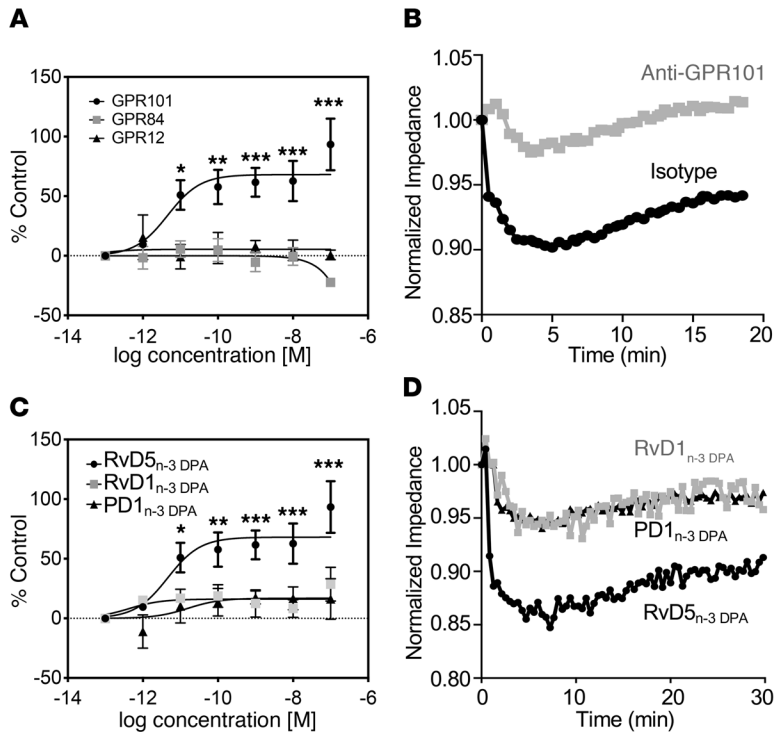 A
150
100
50
0
-50
% Control
GPR101
GPR84
GPR12
*
**
***
***
***
-14
-12
-10
-8
-6
log concentration [M]
B
1.05
1.00
0.95
0.90
0.85
Normalized Impedance
Anti-GPR101
Isotype
0
5
10
15
20
Time (min)
C
150
100
50
0
-50
% Control
RvD5n-3 DPA
RvD1n-3 DPA
PD1n-3 DPA
*
**
***
***
***
-14
-12
-10
-8
-6
log concentration [M]
D
1.05
1.00
0.95
0.90
0.85
0.80
Normalized Impedance
RvD1n-3 DPA
PD1n-3 DPA
RvD5n-3 DPA
0
10
20
30
Time (min)